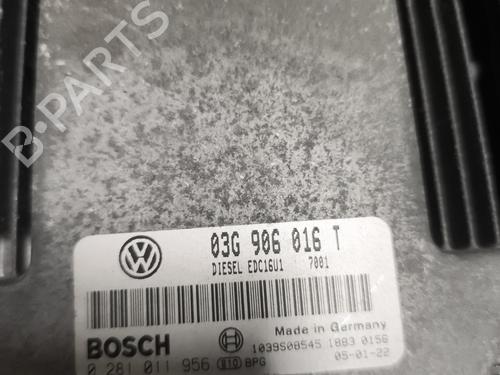 03G 906 016 T
DIESEL EDC16U1 7001
Made in Germany
BOSCH 1039S08545 1883 0156
0 281 011 956 010 BPG 05-01-22